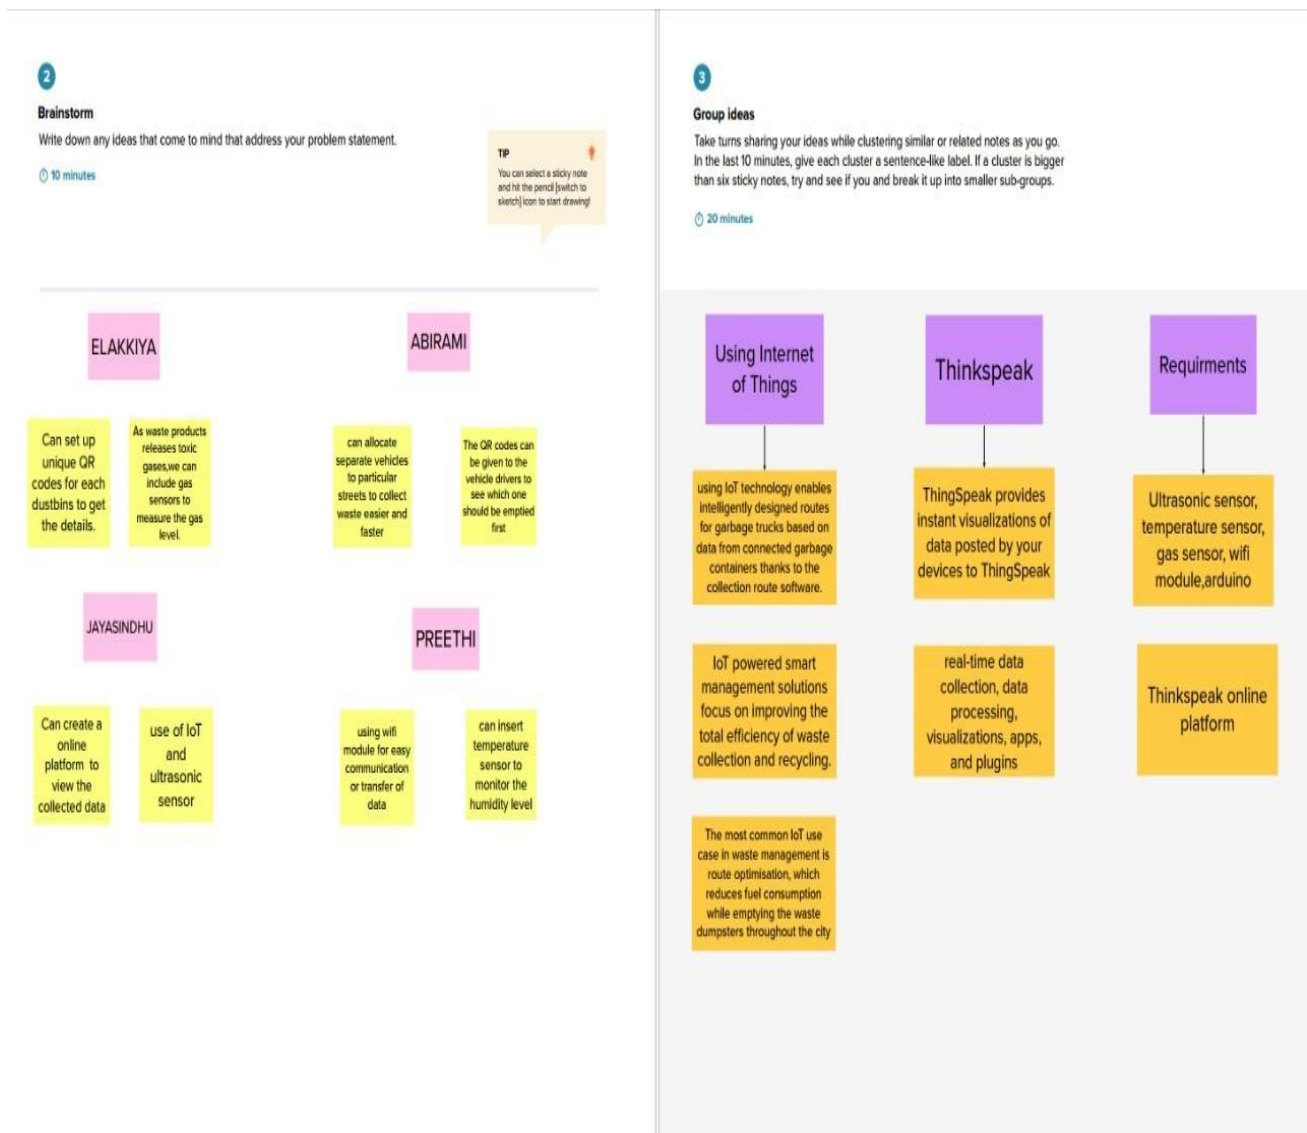 2
Brainstorm
Write down any ideas that come to mind that address your problem statement.
10 minutes
TIP
You can select a sticky note
and hit the pencil [switch to
sketch] icon to start drawing!
ELAKKIYA
Can set up
unique QR
codes for each
dustbins to get
the details.
As waste products
releases toxic
gases,we can
include gas
sensors to
measure the gas
level.
ABIRAMI
can allocate
separate vehicles
to particular
streets to collect
waste easier and
faster
The QR codes can
be given to the
vehicle drivers to
see which one
should be emptied
first
JAYASINDHU
Can create a
online
platform to
view the
collected data
use of IoT
and
ultrasonic
sensor
PREETHI
using wifi
module for easy
communication
or transfer of
data
can insert
temperature
sensor to
monitor the
humidity level
3
Group ideas
Take turns sharing your ideas while clustering similar or related notes as you go.
In the last 10 minutes, give each cluster a sentence-like label. If a cluster is bigger
than six sticky notes, try and see if you and break it up into smaller sub-groups.
20 minutes
Using Internet
of Things
using IoT technology enables
intelligently designed routes
for garbage trucks based on
data from connected garbage
containers thanks to the
collection route software.
IoT powered smart
management solutions
focus on improving the
total efficiency of waste
collection and recycling.
The most common IoT use
case in waste management is
route optimisation, which
reduces fuel consumption
while emptying the waste
dumpsters throughout the city
Thinkspeak
ThingSpeak provides
instant visualizations of
data posted by your
devices to ThingSpeak
real-time data
collection, data
processing,
visualizations, apps,
and plugins
Requirments
Ultrasonic sensor,
temperature sensor,
gas sensor, wifi
module,arduino
Thinkspeak online
platform